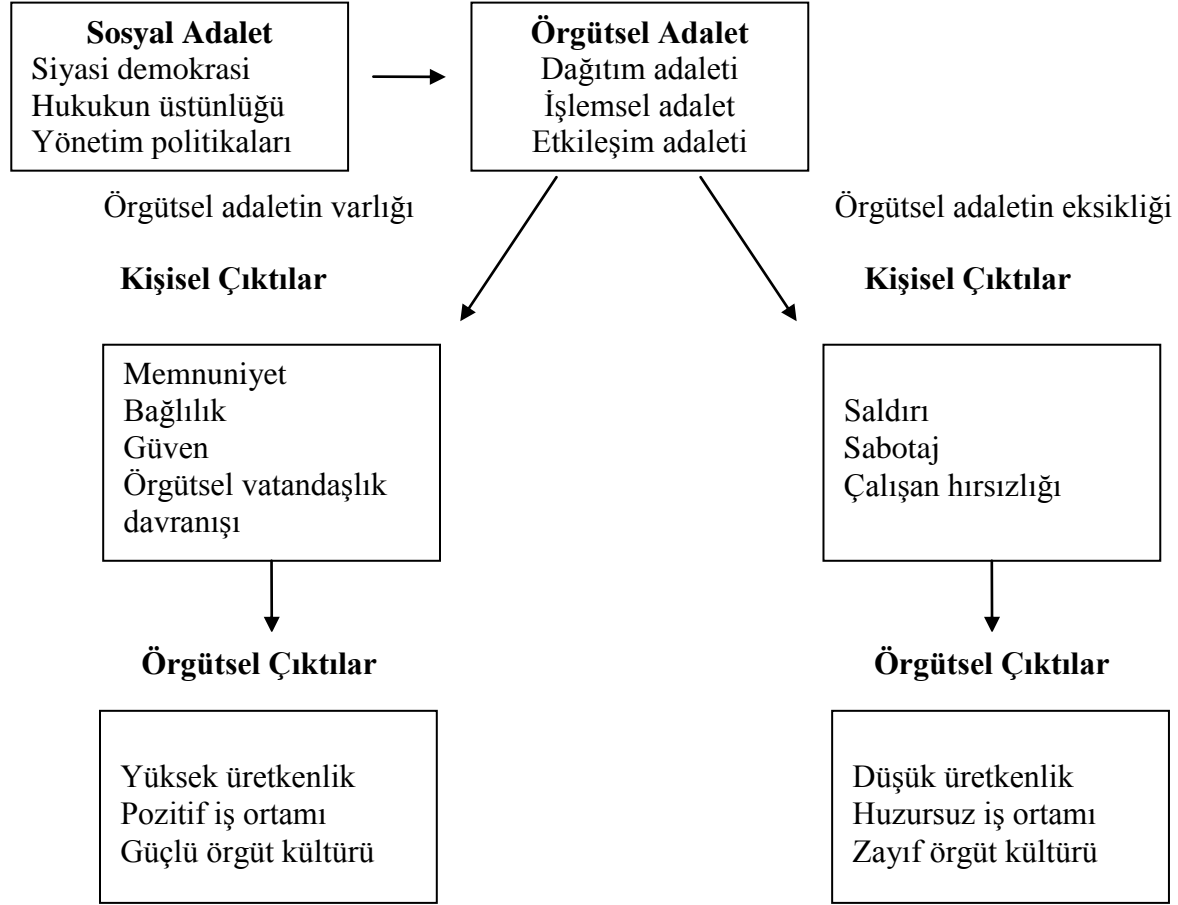 Sosyal Adalet
Siyasi demokrasi
Hukukun üstünlüğü
Yönetim politikaları
Örgütsel Adalet
Dağıtım adaleti
İşlemsel adalet
Etkileşim adaleti
Örgütsel adaletin varlığı
Örgütsel adaletin eksikliği
Kişisel Çıktılar
Kişisel Çıktılar
Memnuniyet
Bağlılık
Güven
Örgütsel vatandaşlık
davranışı
Saldırı
Sabotaj
Çalışan hırsızlığı
Örgütsel Çıktılar
Örgütsel Çıktılar
Yüksek üretkenlik
Pozitif iş ortamı
Güçlü örgüt kültürü
Düşük üretkenlik
Huzursuz iş ortamı
Zayıf örgüt kültürü